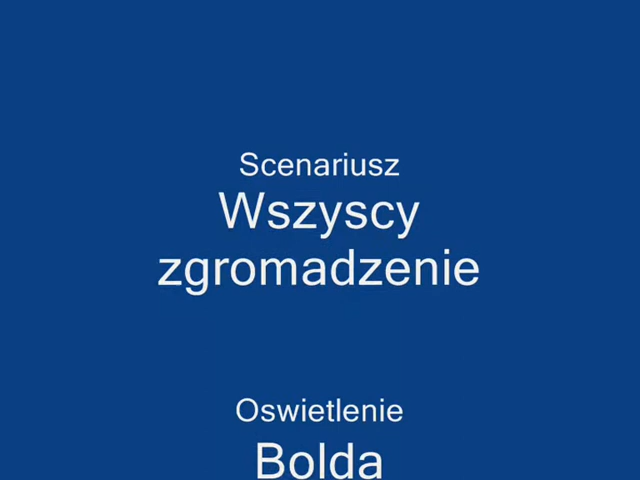 Scenariusz
Wszyscy
zgromadzenie
Oswietlenie
Bolda